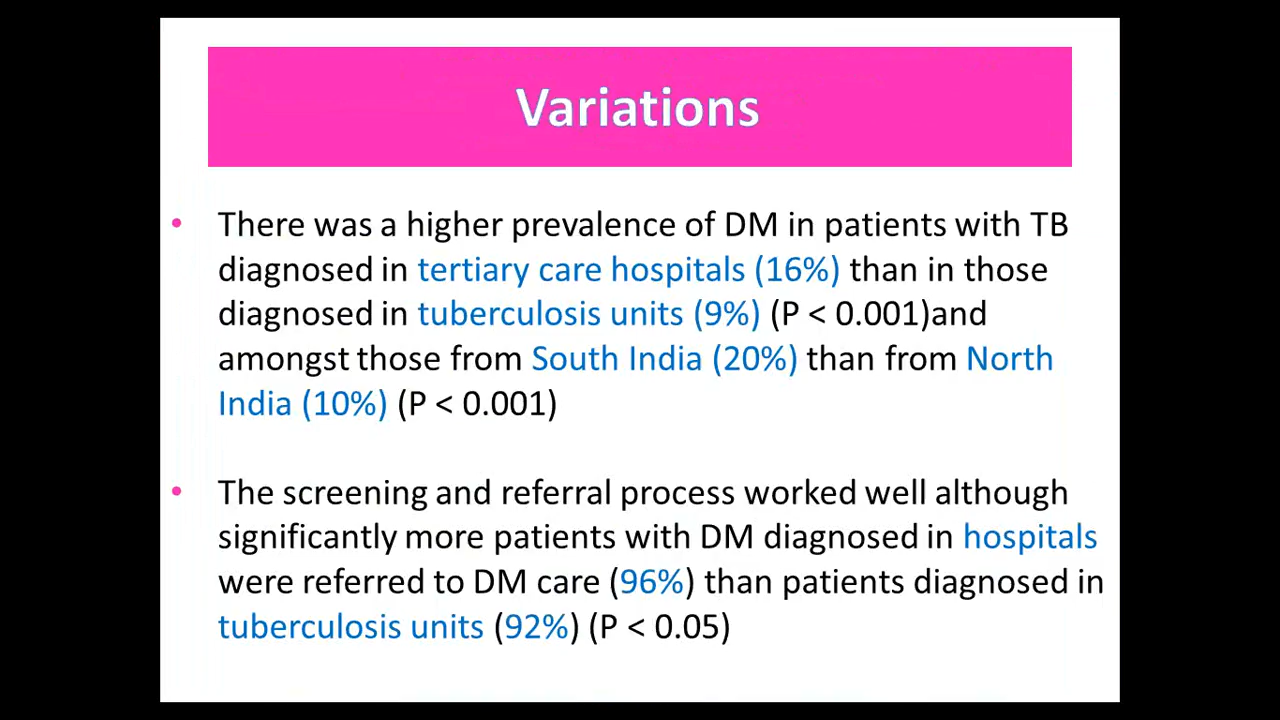 Variations
• There was a higher prevalence of DM in patients with TB
diagnosed in tertiary care hospitals (16%) than in those
diagnosed in tuberculosis units (9%) (P < 0.001)and
amongst those from South India (20%) than from North
India (10%) (P < 0.001)
• The screening and referral process worked well although
significantly more patients with DM diagnosed in hospitals
were referred to DM care (96%) than patients diagnosed in
tuberculosis units (92%) (P < 0.05)